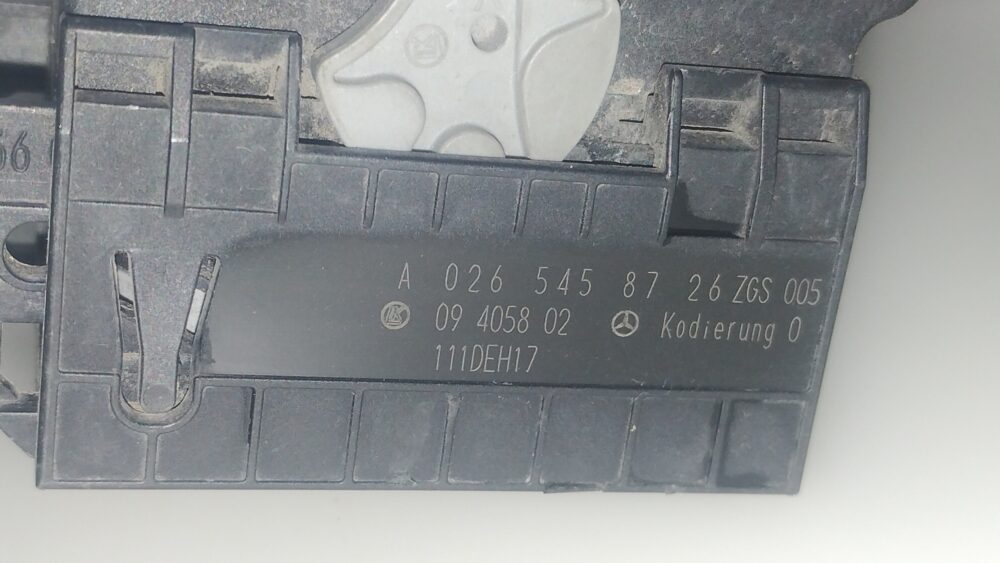 A 026 545 87 26 ZGS 005
09 4058 02 Kodierung 0
111DEH17